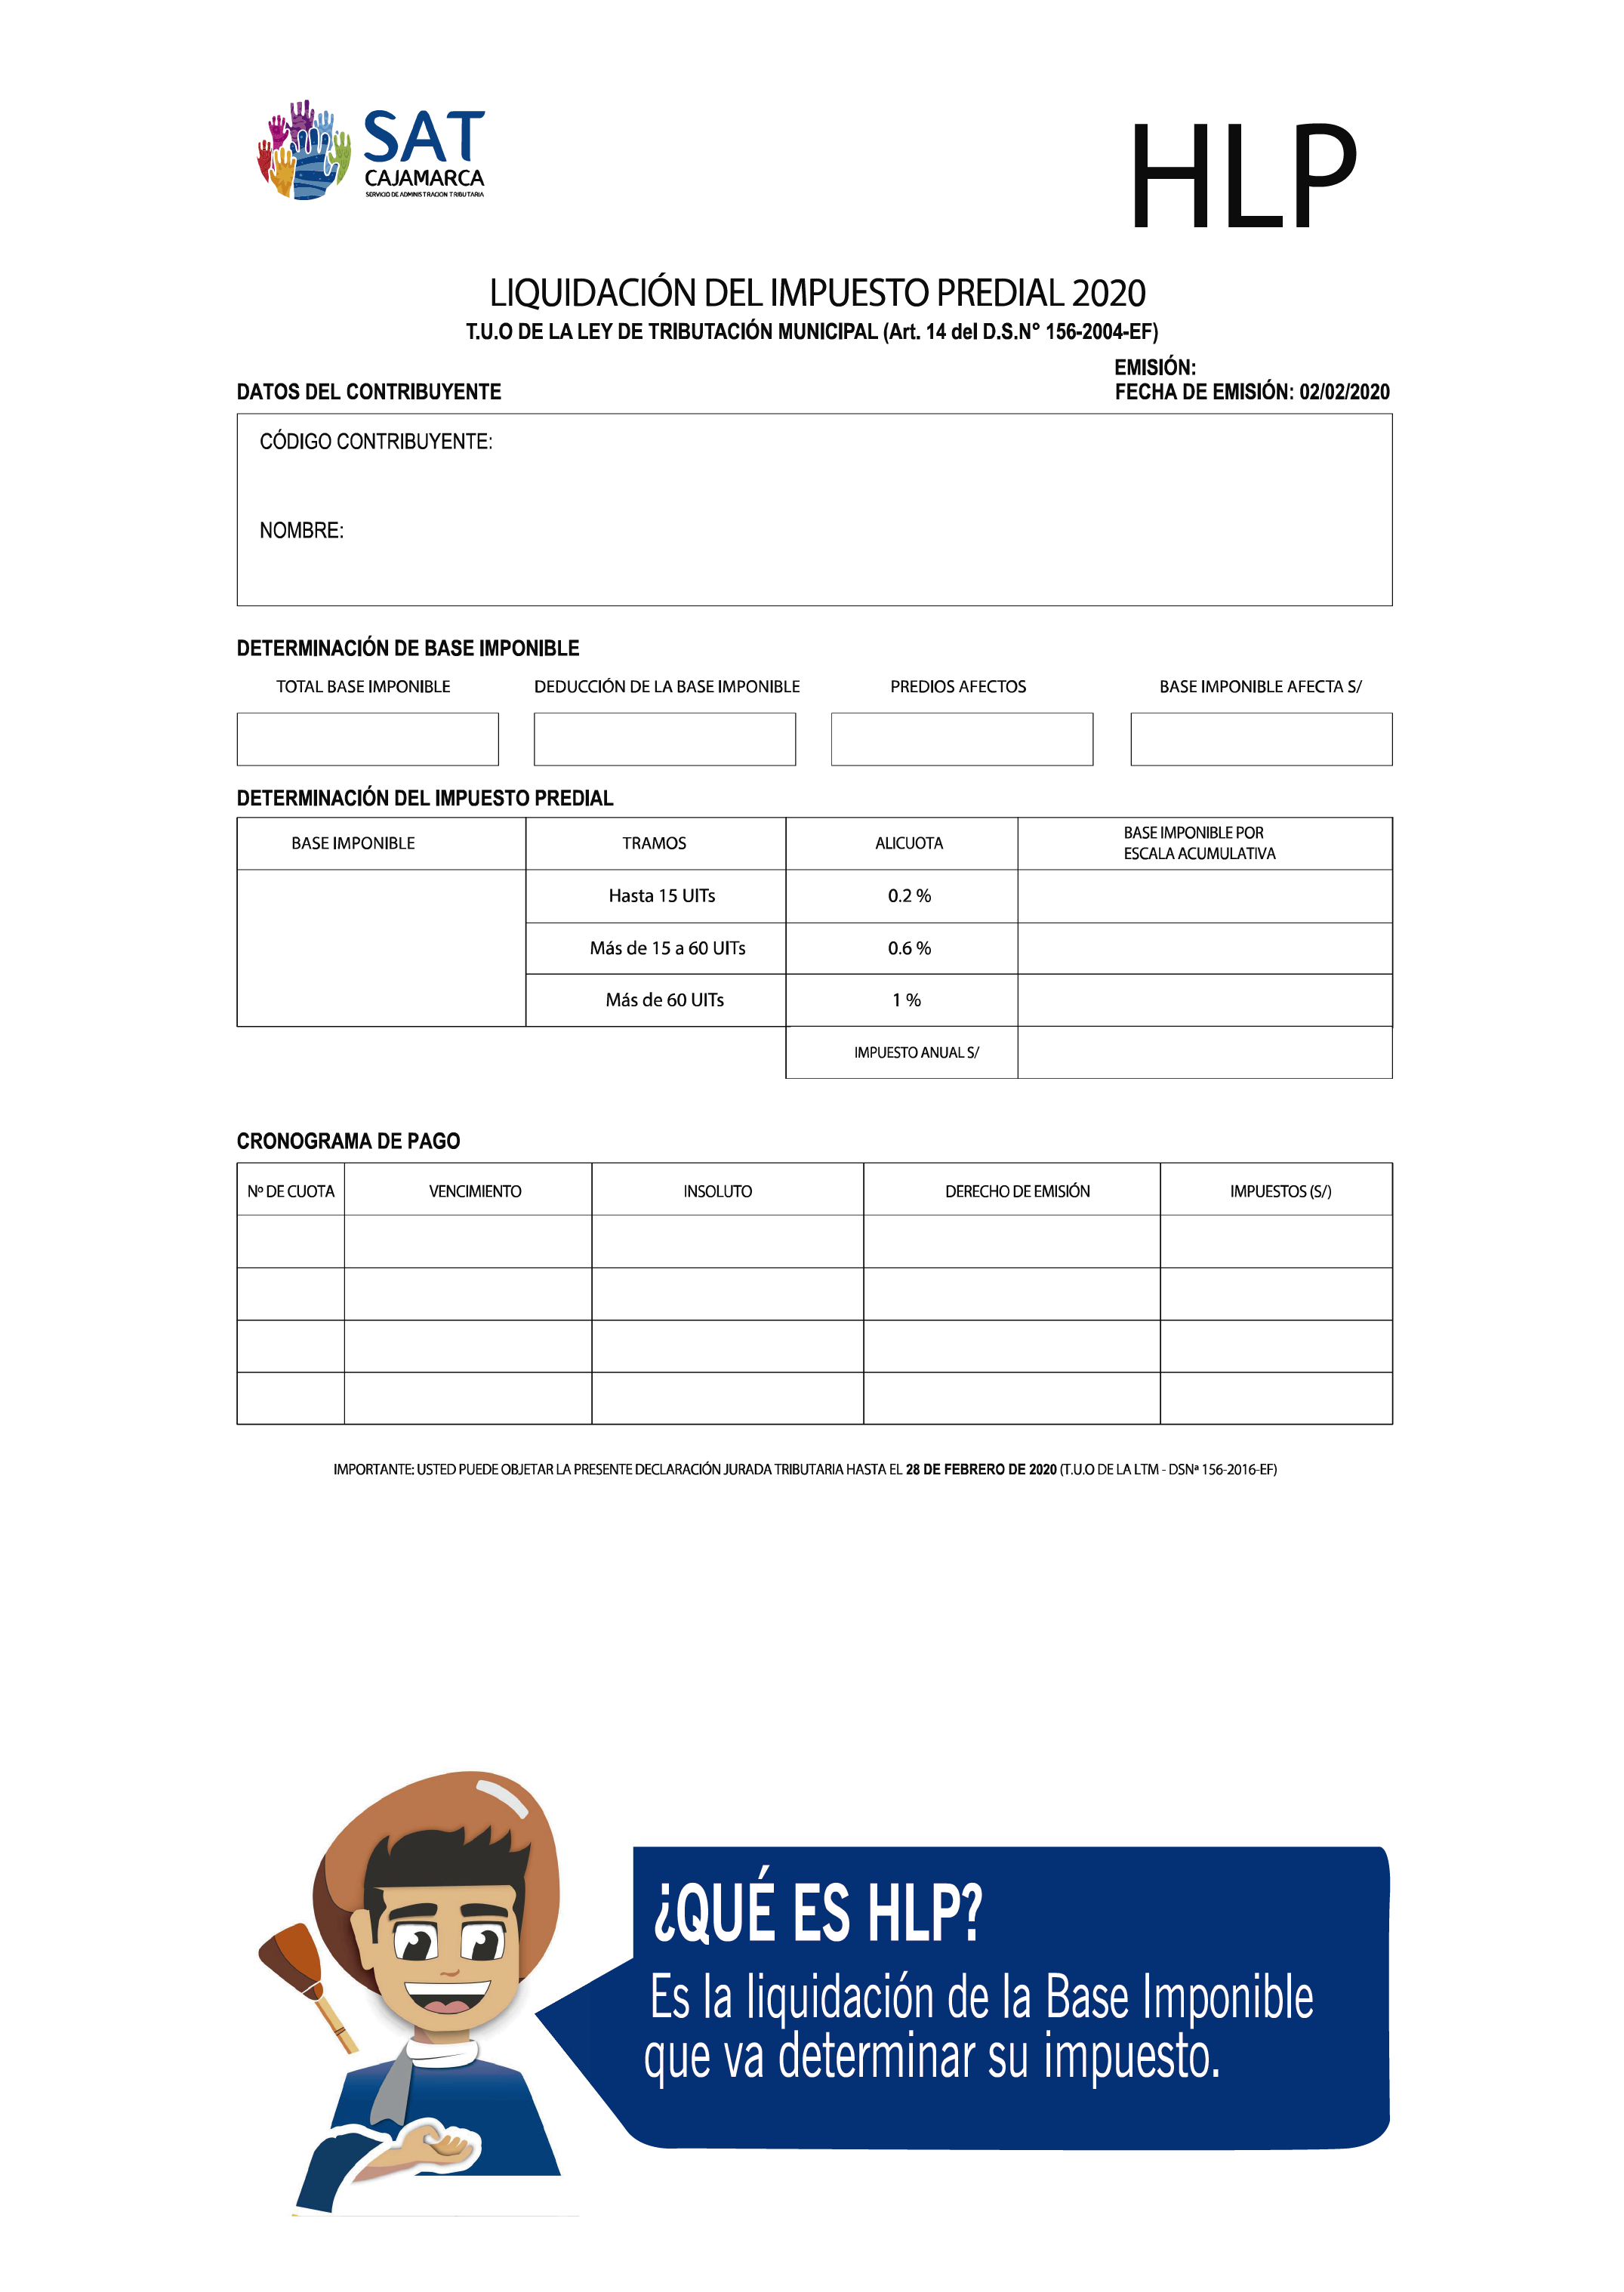 SAT
CAJAMARCA
SERVICIO DE ADMINISTRACION TRIBUTARIA
HLP
LIQUIDACIÓN DEL IMPUESTO PREDIAL 2020
T.U.O DE LA LEY DE TRIBUTACIÓN MUNICIPAL (Art. 14 del D.S.N° 156-2004-EF)
EMISIÓN:
DATOS DEL CONTRIBUYENTE FECHA DE EMISIÓN: 02/02/2020
CÓDIGO CONTRIBUYENTE:
NOMBRE:
DETERMINACIÓN DE BASE IMPONIBLE
TOTAL BASE IMPONIBLE DEDUCCIÓN DE LA BASE IMPONIBLE PREDIOS AFECTOS BASE IMPONIBLE AFECTA S/
DETERMINACIÓN DEL IMPUESTO PREDIAL
BASE IMPONIBLE TRAMOS ALICUOTA BASE IMPONIBLE POR
ESCALA ACUMULATIVA
Hasta 15 UITs 0.2 %
Más de 15 a 60 UITs 0.6 %
Más de 60 UITs 1 %
IMPUESTO ANUAL S/
CRONOGRAMA DE PAGO
Nº DE CUOTA VENCIMIENTO INSOLUTO DERECHO DE EMISIÓN IMPUESTOS (S/)
IMPORTANTE: USTED PUEDE OBJETAR LA PRESENTE DECLARACIÓN JURADA TRIBUTARIA HASTA EL 28 DE FEBRERO DE 2020 (T.U.O DE LA LTM - DSNª 156-2016-EF)
¿QUÉ ES HLP?
Es la liquidación de la Base Imponible
que va determinar su impuesto.